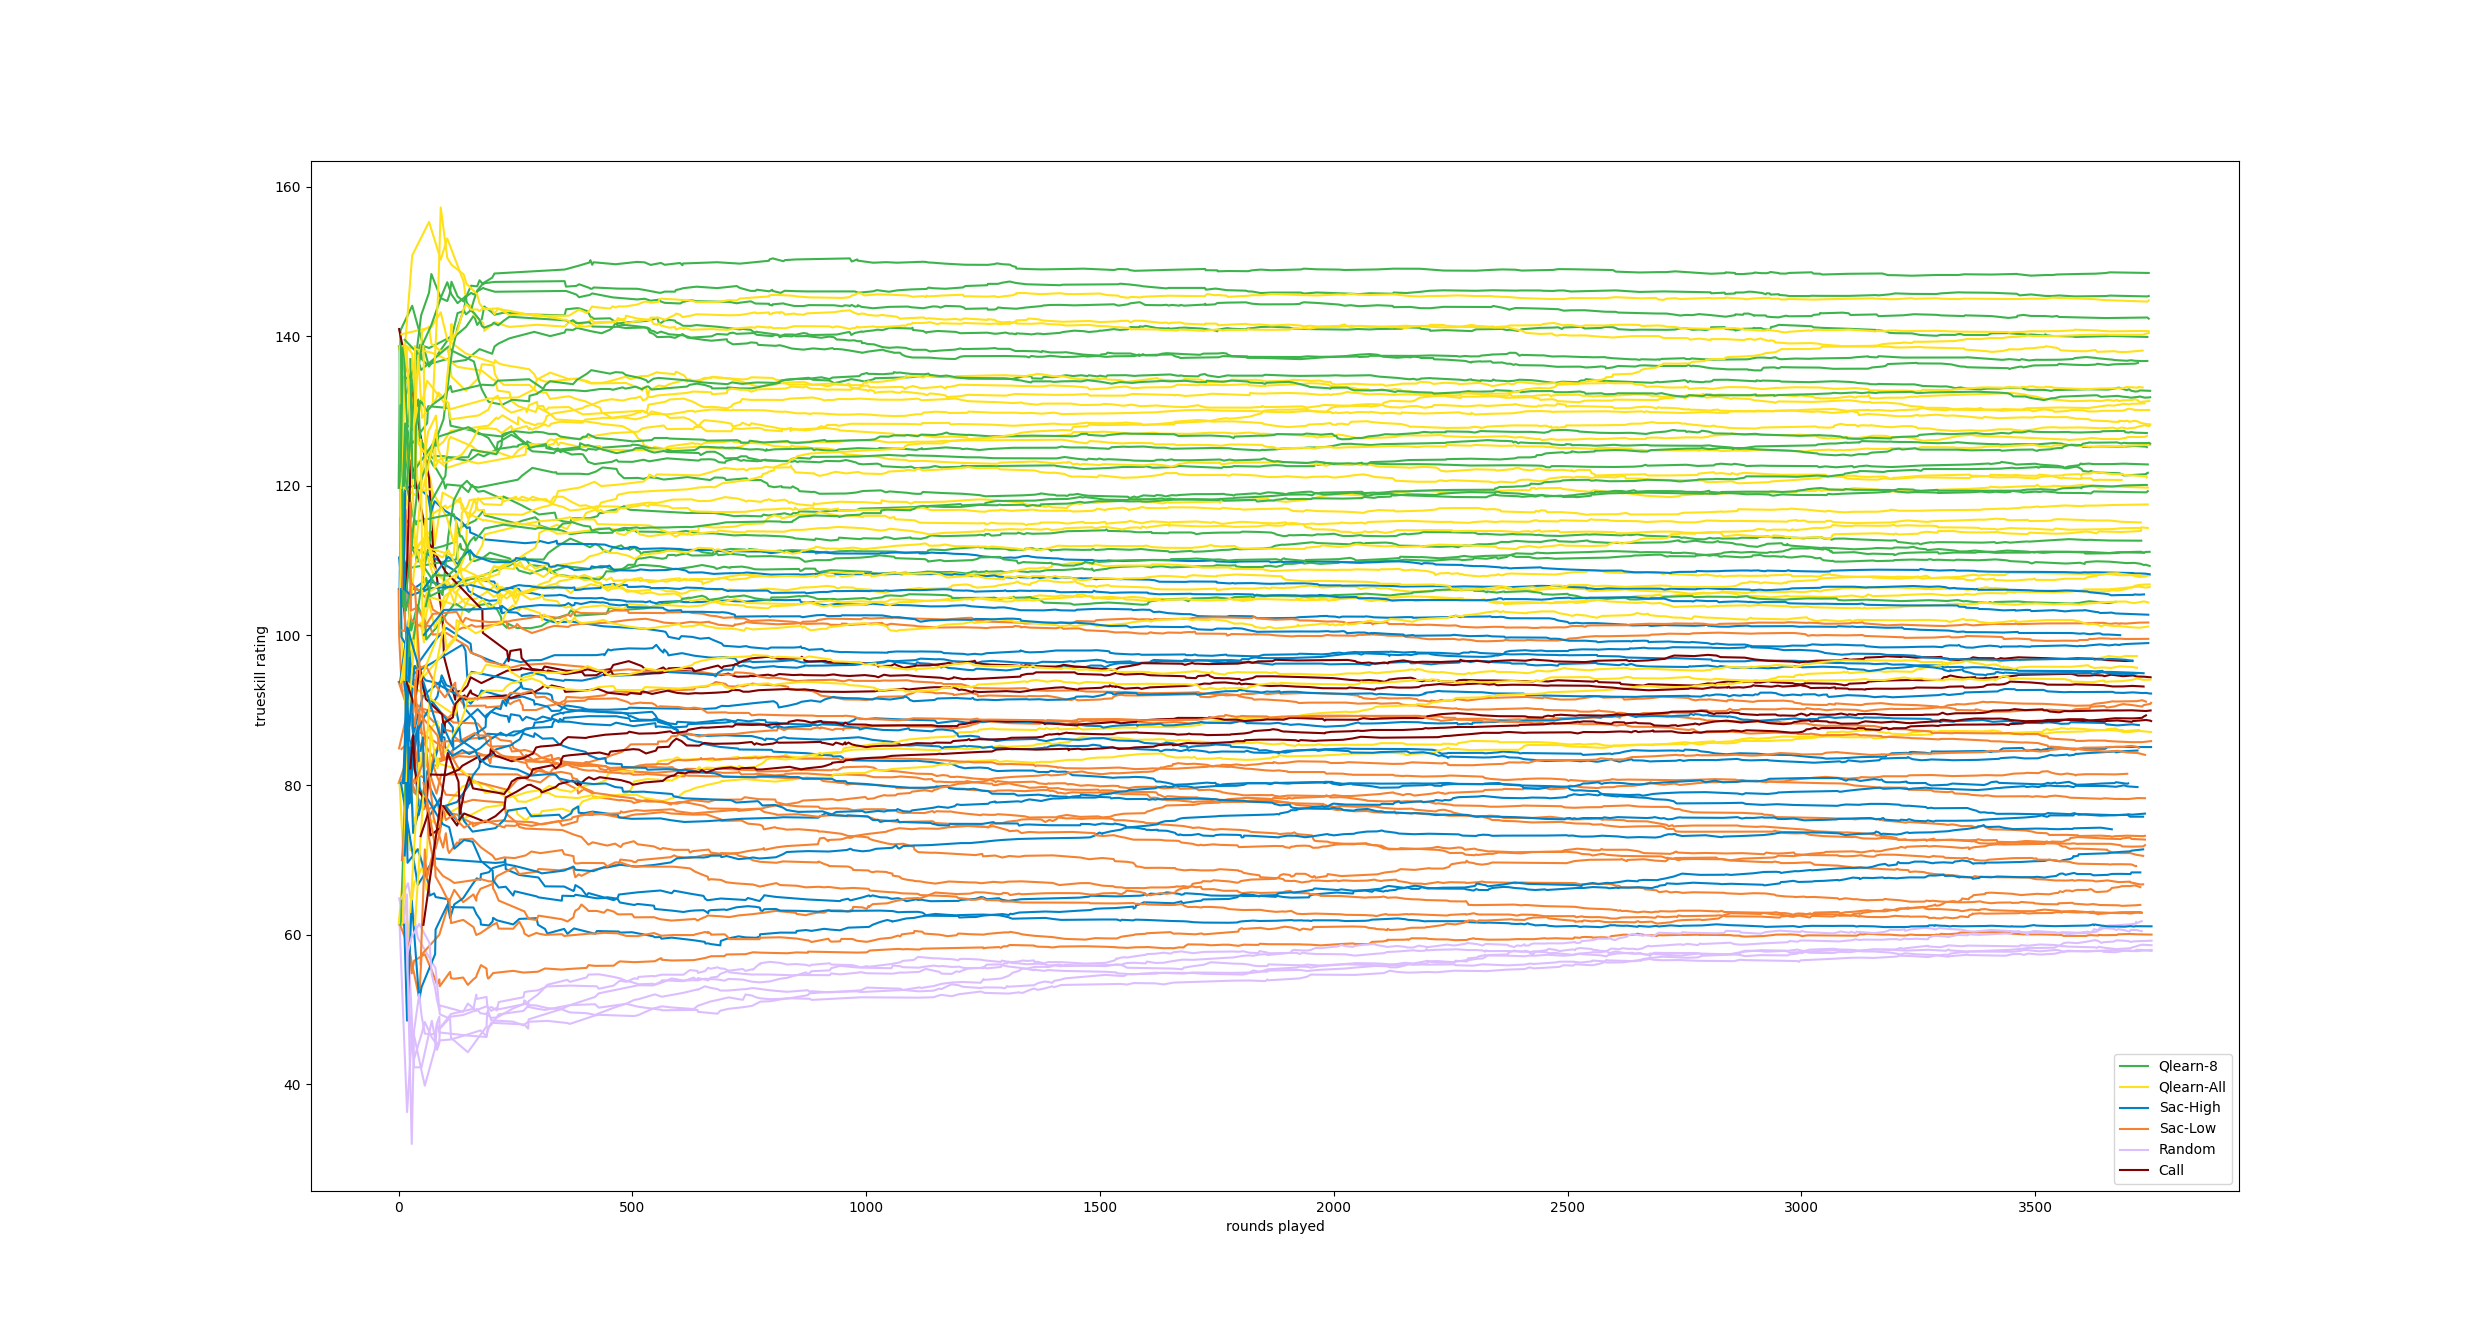 160
140
120
100
80
60
40
trueskill rating
0 500 1000 1500 2000 2500 3000 3500
rounds played
Qlearn-8
Qlearn-All
Sac-High
Sac-Low
Random
Call